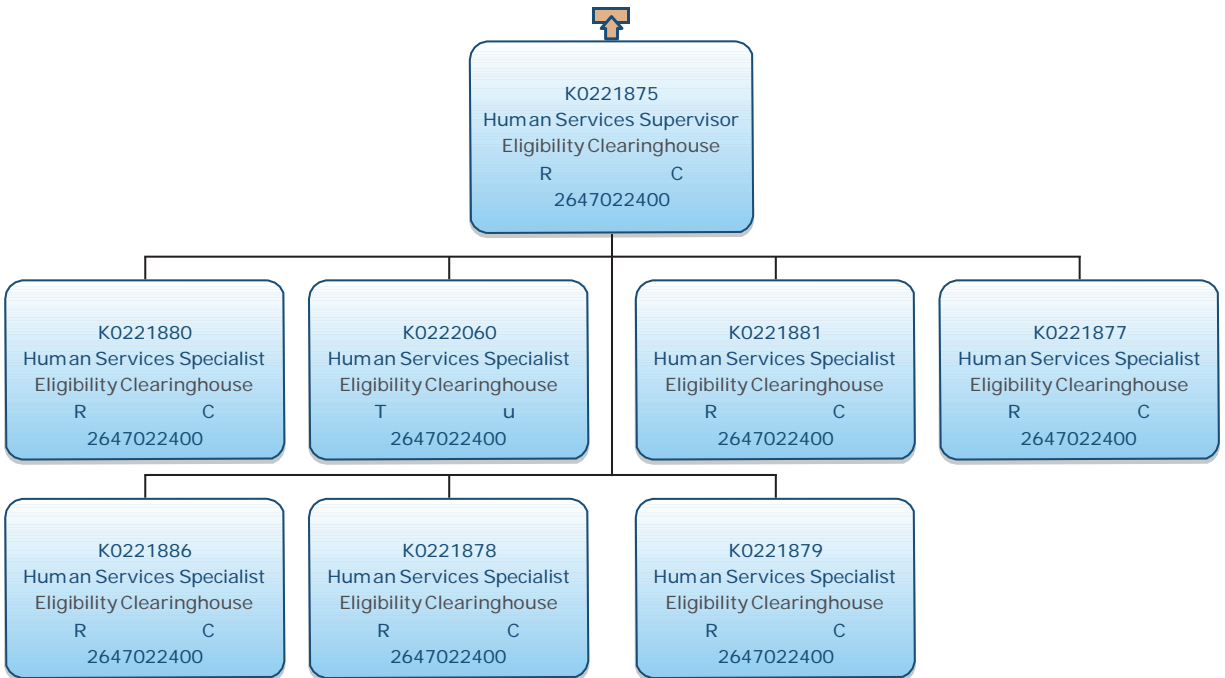 K0221875
Human Services Supervisor
Eligibility Clearinghouse
R C
2647022400
K0221880
Human Services Specialist
Eligibility Clearinghouse
R C
2647022400
K0222060
Human Services Specialist
Eligibility Clearinghouse
T u
2647022400
K0221881
Human Services Specialist
Eligibility Clearinghouse
R C
2647022400
K0221877
Human Services Specialist
Eligibility Clearinghouse
R C
2647022400
K0221886
Human Services Specialist
Eligibility Clearinghouse
R C
2647022400
K0221878
Human Services Specialist
Eligibility Clearinghouse
R C
2647022400
K0221879
Human Services Specialist
Eligibility Clearinghouse
R C
2647022400